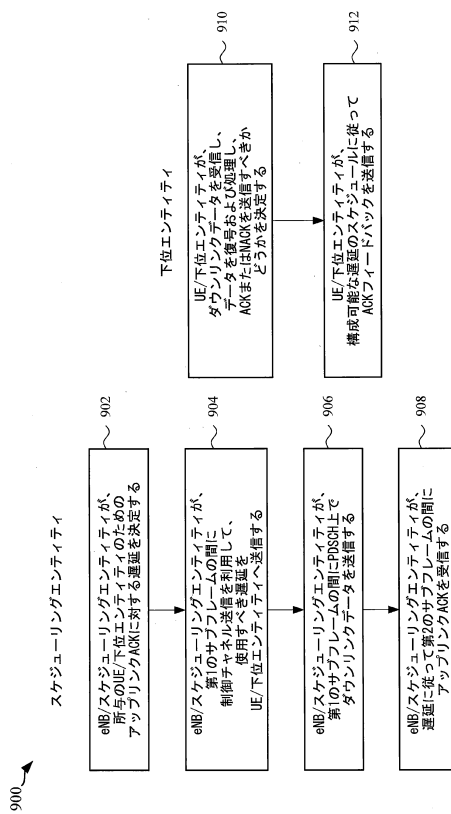 900
スケジューリングエンティティ
902
eNB/スケジューリングエンティティが、
所与のUE/下位エンティティのための
アップリンクACKに対する遅延を決定する
904
eNB/スケジューリングエンティティが、
第1のサブフレームの間に
制御チャネル送信を利用して、
使用すべき遅延を
UE/下位エンティティへ送信する
906
eNB/スケジューリングエンティティが、
第1のサブフレームの間にPDSCH上で
ダウンリンクデータを送信する
908
eNB/スケジューリングエンティティが、
遅延に従って第2のサブフレームの間に
アップリンクACKを受信する
下位エンティティ
910
UE/下位エンティティが、
ダウンリンクデータを受信し、
データを復号および処理し、
ACKまたはNACKを送信すべきか
どうかを決定する
912
UE/下位エンティティが、
構成可能な遅延のスケジュールに従って
ACKフィードバックを送信する